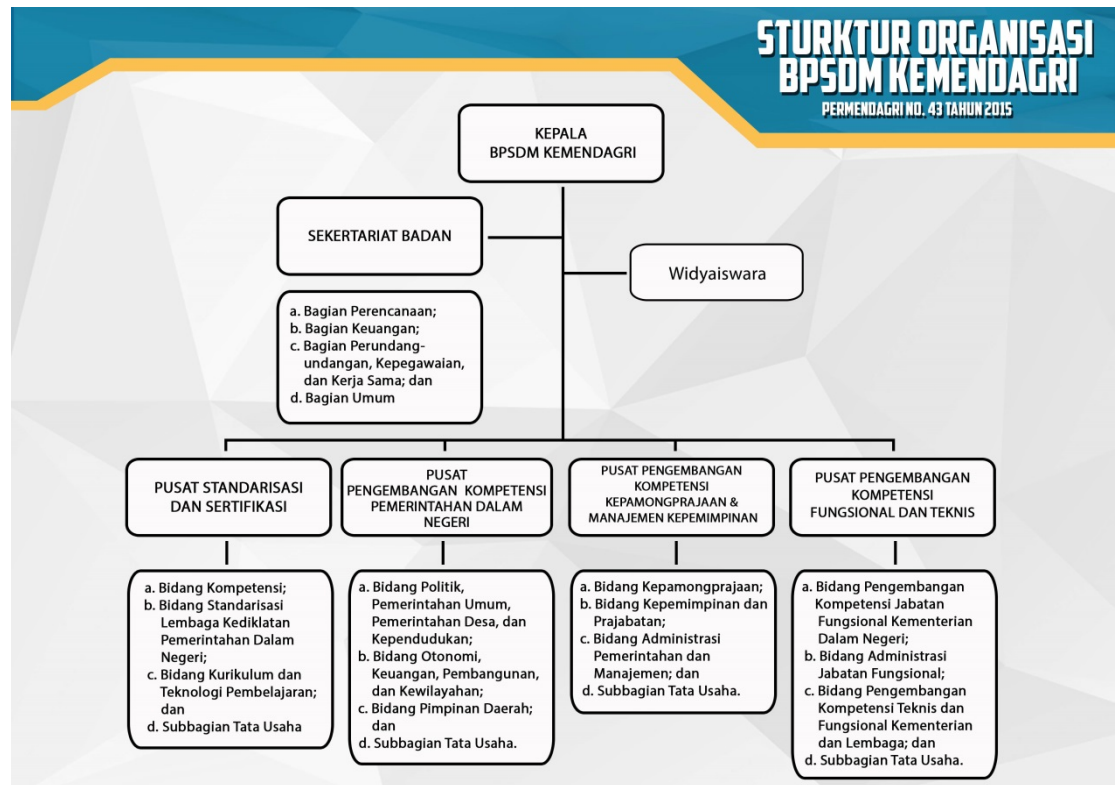 STURKTUR ORGANISASI
BPSDM KEMENDAGRI
PERMENDAGRI NO. 43 TAHUN 2015
KEPALA
BPSDM KEMENDAGRI
SEKERTARIAT BADAN
Widyaiswara
a. Bagian Perencanaan;
b. Bagian Keuangan;
c. Bagian Perundang-
undangan, Kepegawaian,
dan Kerja Sama; dan
d. Bagian Umum
PUSAT STANDARISASI
DAN SERTIFIKASI
PUSAT
PENGEMBANGAN KOMPETENSI
PEMERINTAHAN DALAM
NEGERI
PUSAT PENGEMBANGAN
KOMPETENSI
KEPAMONGPRAJAAN &
MANAJEMEN KEPEMIMPINAN
PUSAT PENGEMBANGAN
KOMPETENSI
FUNGSIONAL DAN TEKNIS
a. Bidang Kompetensi;
b. Bidang Standarisasi
Lembaga Kediklatan
Pemerintahan Dalam
Negeri;
c. Bidang Kurikulum dan
Teknologi Pembelajaran;
dan
d. Subbagian Tata Usaha
a. Bidang Politik,
Pemerintahan Umum,
Pemerintahan Desa, dan
Kependudukan;
b. Bidang Otonomi,
Keuangan, Pembangunan,
dan Kewilayahan;
c. Bidang Pimpinan Daerah;
dan
d. Subbagian Tata Usaha.
a. Bidang Kepamongprajaan;
b. Bidang Kepemimpinan dan
Prajabatan;
c. Bidang Administrasi
Pemerintahan dan
Manajemen; dan
d. Subbagian Tata Usaha.
a. Bidang Pengembangan
Kompetensi Jabatan
Fungsional Kementerian
Dalam Negeri;
b. Bidang Administrasi
Jabatan Fungsional;
c. Bidang Pengembangan
Kompetensi Teknis dan
Fungsional Kementerian
dan Lembaga; dan
d. Subbagian Tata Usaha.